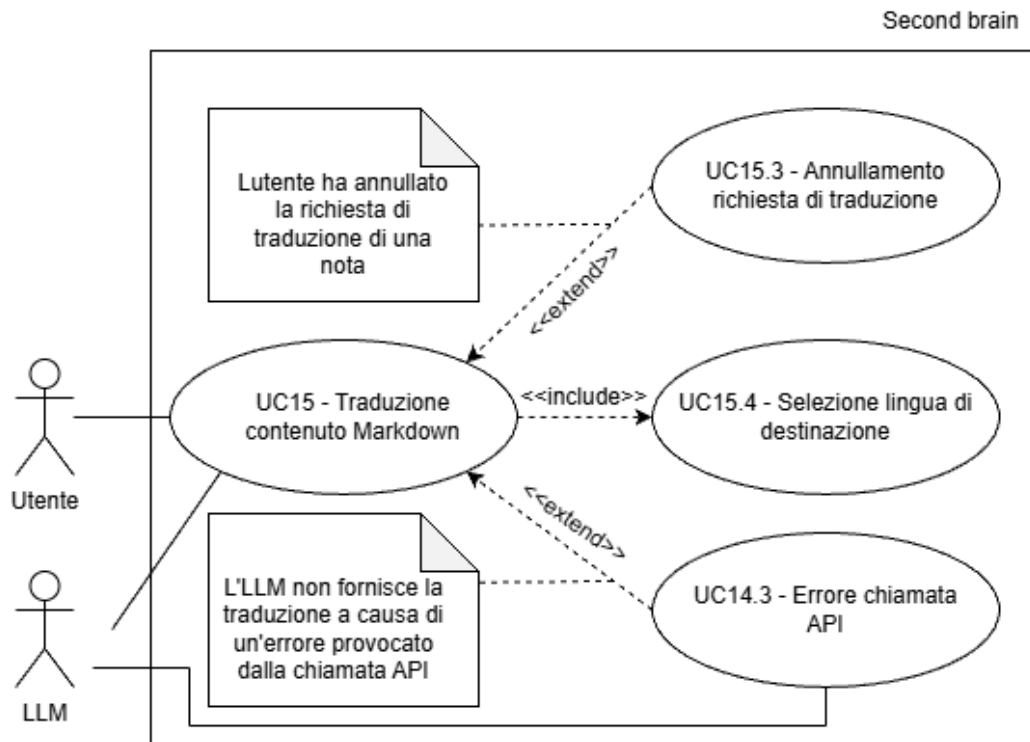 Second brain
Lutente ha annullato
la richiesta di
traduzione di una
nota
UC15.3 - Annullamento
richiesta di traduzione
<<extend>>
UC15 - Traduzione
contenuto Markdown
<<include>>
UC15.4 - Selezione lingua di
destinazione
Utente
<<extend>>
L'LLM non fornisce la
traduzione a causa di
un'errore provocato
dalla chiamata API
UC14.3 - Errore chiamata
API
LLM